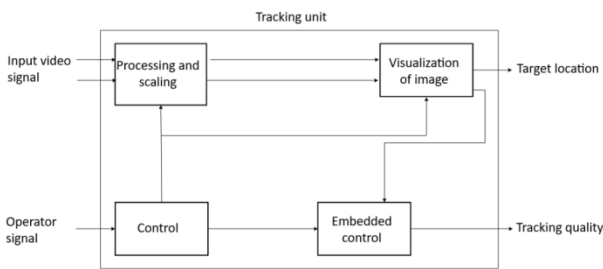 Tracking unit
Input video
signal
Processing and
scaling
Visualization
of image
Target location
Operator
signal
Control
Embedded
control
Tracking quality